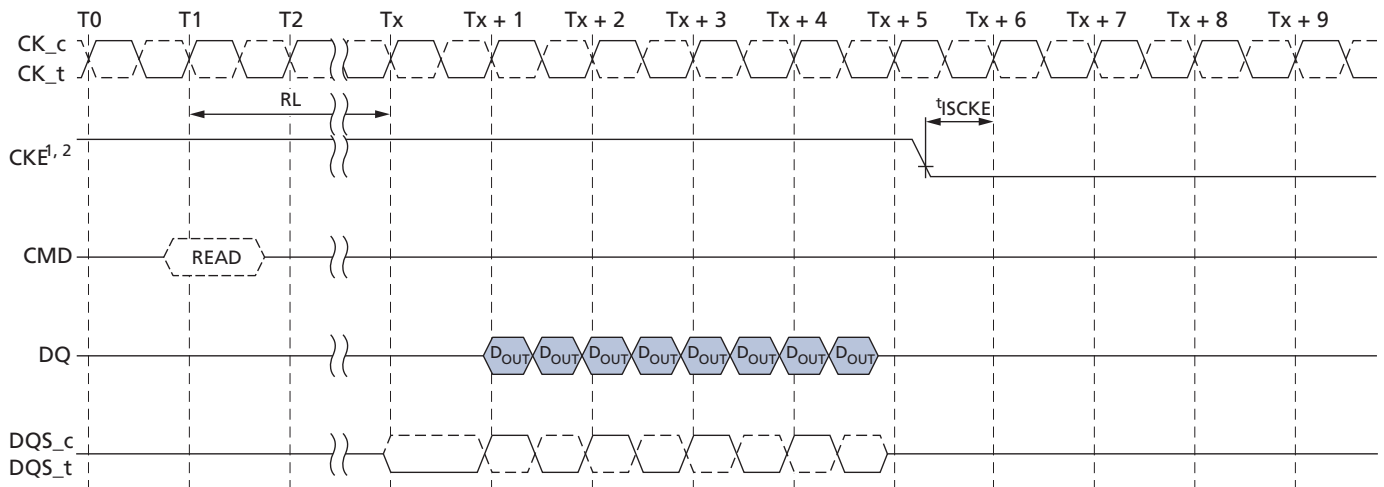 T0 T1 T2 Tx Tx + 1 Tx + 2 Tx + 3 Tx + 4 Tx + 5 Tx + 6 Tx + 7 Tx + 8 Tx + 9
CK_c
CK_t
RL
tISCKE
CKE1, 2
CMD READ
DQ DOUT DOUT DOUT DOUT DOUT DOUT DOUT DOUT
DQS_c
DQS_t